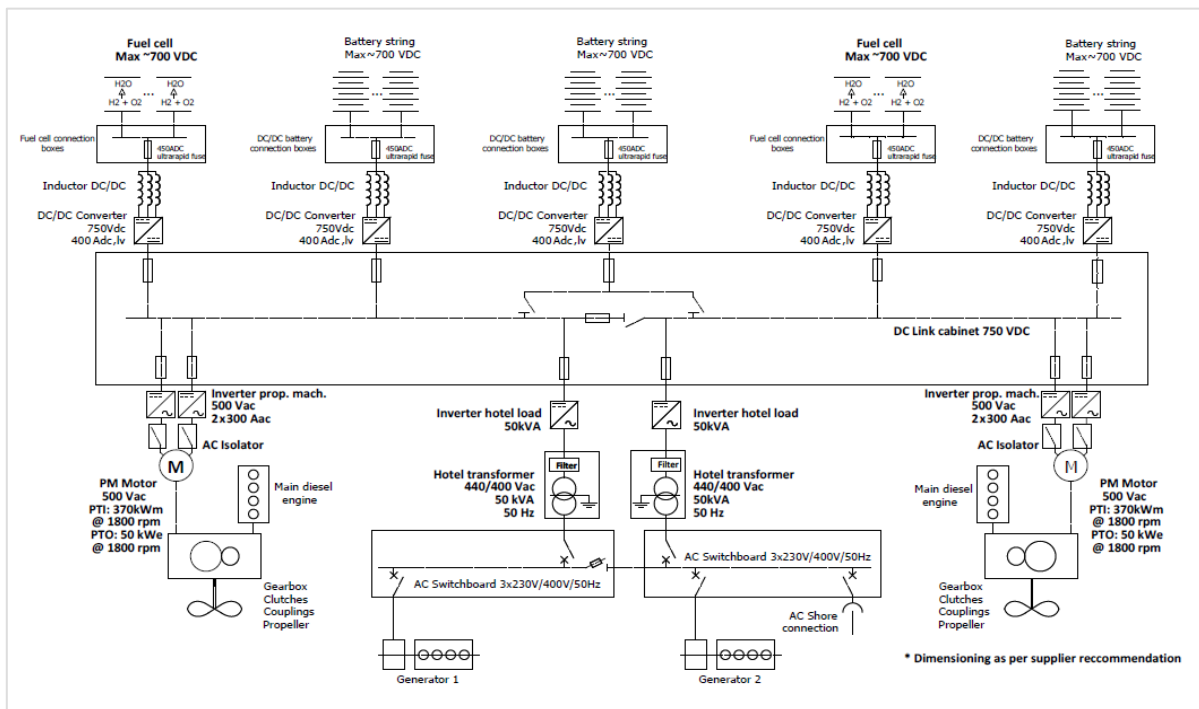 Fuel cell
Max ~700 VDC
Battery string
Max~700 VDC
Battery string
Max~700 VDC
Fuel cell
Max ~700 VDC
Battery string
Max~700 VDC
H2O
H2O
...
H2 + O2
H2 + O2
...
...
H2O
H2O
...
H2 + O2
H2 + O2
...
Fuel cell connection
boxes
450ADC
ultrarapid fuse
DC/DC battery
connection boxes
450ADC
ultrarapid fuse
DC/DC battery
connection boxes
450ADC
ultrarapid fuse
Fuel cell connection
boxes
450ADC
ultrarapid fuse
DC/DC battery
connection boxes
450ADC
ultrarapid fuse
Inductor DC/DC
Inductor DC/DC
Inductor DC/DC
Inductor DC/DC
Inductor DC/DC
DC/DC Converter
750Vdc
400 Adc,lv
DC/DC Converter
750Vdc
400 Adc,lv
DC/DC Converter
750Vdc
400 Adc,lv
DC/DC Converter
750Vdc
400 Adc,lv
DC/DC Converter
750Vdc
400 Adc,lv
DC Link cabinet 750 VDC
Inverter prop. mach.
500 Vac
2x300 Aac
AC Isolator
M
PM Motor
500 Vac
PTI: 370kWm
@ 1800 rpm
PTO: 50 kWe
@ 1800 rpm
Main diesel
engine
Gearbox
Clutches
Couplings
Propeller
Inverter hotel load
50kVA
Filter
Hotel transformer
440/400 Vac
50 kVA
50 Hz
Inverter hotel load
50kVA
Filter
Hotel transformer
440/400 Vac
50kVA
50 Hz
AC Switchboard 3x230V/400V/50Hz
AC Switchboard 3x230V/400V/50Hz
AC Shore
connection
Generator 1
Generator 2
Inverter prop. mach.
500 Vac
2x300 Aac
AC Isolator
M
Main diesel
engine
PM Motor
500 Vac
PTI: 370kWm
@ 1800 rpm
PTO: 50 kWe
@ 1800 rpm
Gearbox
Clutches
Couplings
Propeller
* Dimensioning as per supplier reccommendation